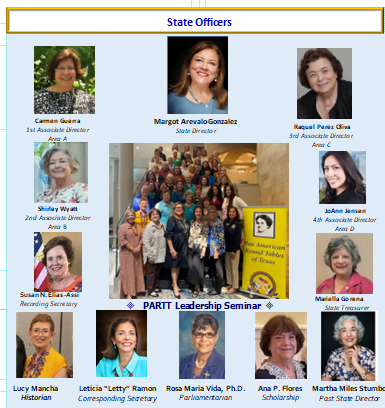 State Officers
Carmen Guerra
1st Associate Director
Area A
Margot Arevalo-Gonzalez
State Director
Raquel Perez Oliva
3rd Associate Director
Area C
Shirley Wyatt
2nd Associate Director
Area B
JoAnn Jensen
4th Associate Director
Area D
Pan American
Round Tables
of Texas
Susan N. Elias-Assi
Recording Secretary
PARTT Leadership Seminar
Mariella Gorena
State Treasurer
Lucy Mancha
Historian
Leticia "Letty" Ramon
Corresponding Secretary
Rosa Maria Vida, Ph.D.
Parliamentarian
Ana P. Flores
Scholarship
Martha Miles Stumbo
Past State Director